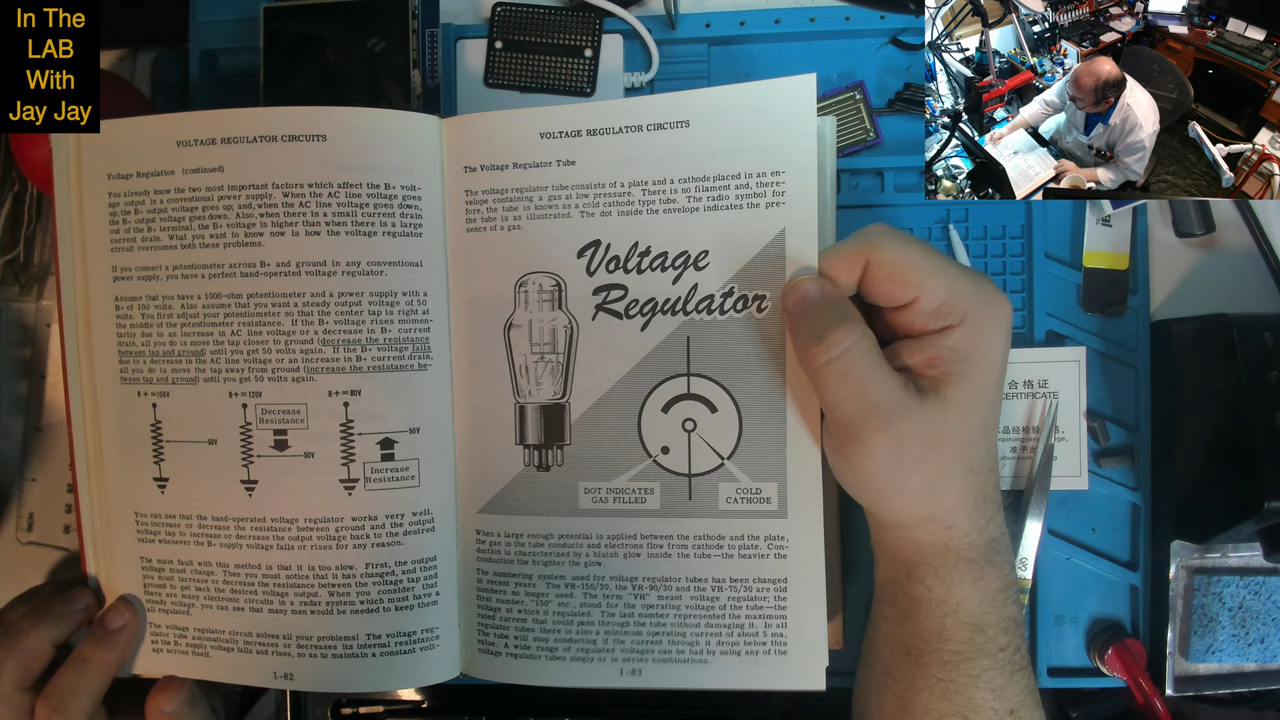 In The
LAB
With
Jay Jay
VOLTAGE REGULATOR CIRCUITS
Voltage Regulation (continued)
You already know the two most important factors which affect the B+ volt-
age output in a conventional power supply. When the AC line voltage goes
up, the B+ output voltage goes up, and, when the AC line voltage goes down,
the B+ output voltage goes down. Also, when there is a small current drain
out of the B+ terminal, the B+ voltage is higher than when there is a large
current drain. What you want to know now is how the voltage regulator
circuit overcomes both these problems.
If you connect a potentiometer across B+ and ground in any conventional
power supply, you have a perfect hand-operated voltage regulator.
Assume that you have a 1000-ohm potentiometer and a power supply with a
B+ of 100 volts. Also assume that you want a steady output voltage of 50
volts. You first adjust your potentiometer so that the center tap is right at
the middle of the potentiometer resistance. If the B+ voltage rises momen-
tarily due to an increase in AC line voltage or a decrease in B+ current
drain, all you do is move the tap closer to ground (decrease the resistance
between tap and ground) until you get 50 volts again. If the B+ voltage falls
due to a decrease in the AC line voltage or an increase in B+ current drain,
all you do is move the tap away from ground (increase the resistance be-
tween tap and ground) until you get 50 volts again.
B+=100V B+=120V B+=80V
Decrease
Resistance
50V
50V
50V
Increase
Resistance
You can see that the hand-operated voltage regulator works very well.
You increase or decrease the resistance between ground and the output
voltage tap to increase or decrease the output voltage back to the desired
value whenever the B+ supply voltage falls or rises for any reason.
The main fault with this method is that it is too slow. First, the output
voltage must change. Then you must notice that it has changed, and then
you must increase or decrease the resistance between the voltage tap and
ground to get back the desired voltage output. When you consider that
there are many electronic circuits in a radar system which must have a
steady voltage, you can see that many men would be needed to keep them
all regulated.
The voltage regulator circuit solves all your problems! The voltage reg-
ulator tube automatically increases or decreases its internal resistance
as the B+ supply voltage falls and rises, so as to maintain a constant volt-
age across itself.
1-82
VOLTAGE REGULATOR CIRCUITS
The Voltage Regulator Tube
The voltage regulator tube consists of a plate and a cathode placed in an en-
velope containing a gas at low pressure. There is no filament and, there-
fore, the tube is known as a cold cathode type tube. The radio symbol for
the tube is as illustrated. The dot inside the envelope indicates the pre-
sence of a gas.
Voltage
Regulator
DOT INDICATES
GAS FILLED
COLD
CATHODE
When a large enough potential is applied between the cathode and the plate,
the gas in the tube conducts and electrons flow from cathode to plate. Con-
duction is characterized by a bluish glow inside the tube—the heavier the
conduction the brighter the glow.
The numbering system used for voltage regulator tubes has been changed
in recent years. The VR-150/30, the VR-90/30 and the VR-75/30 are old
numbers no longer used. The term "VR" meant voltage regulator; the
first number, "150" etc., stood for the operating voltage of the tube—the
voltage at which it regulated. The last number represented the maximum
rated current that could pass through the tube without damaging it. In all
regulator tubes there is also a minimum operating current of about 5 ma.
The tube will stop conducting if the current through it drops below this
value. A wide range of regulated voltages can be had by using any of the
voltage regulator tubes singly or in series combinations.
1-83
合格证
CERTIFICATE